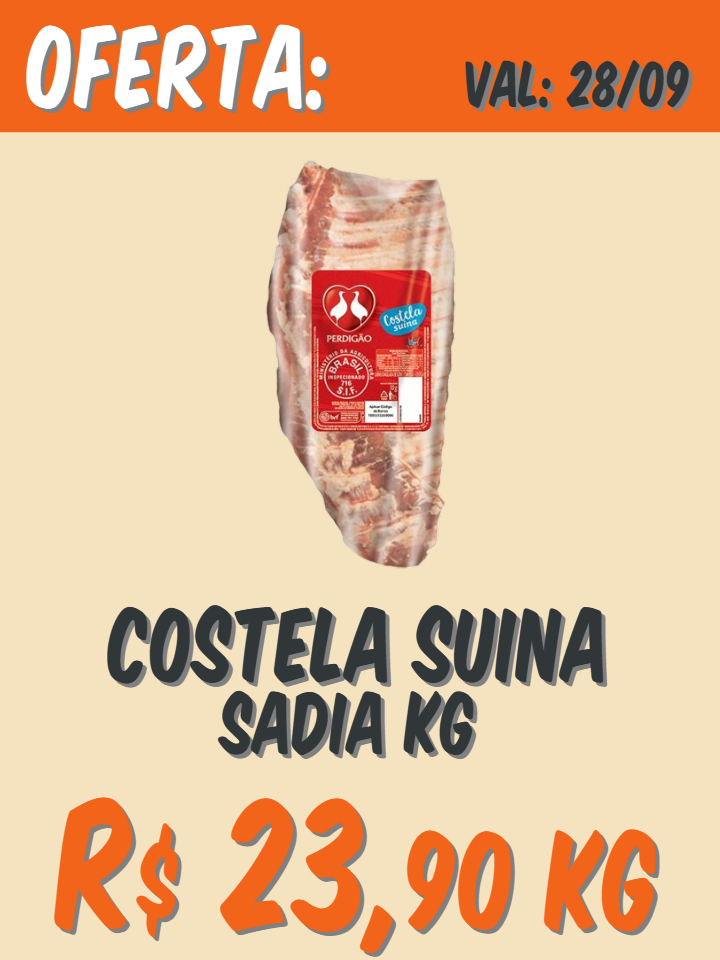 OFERTA:
VAL: 28/09
PERDIGÃO
Costela
suína
MINISTÉRIO DA AGRICULTURA
BRASIL
INSPECIONADO
716
S.I.F.
COSTELA SUINA
SADIA KG
R$ 23,90 KG